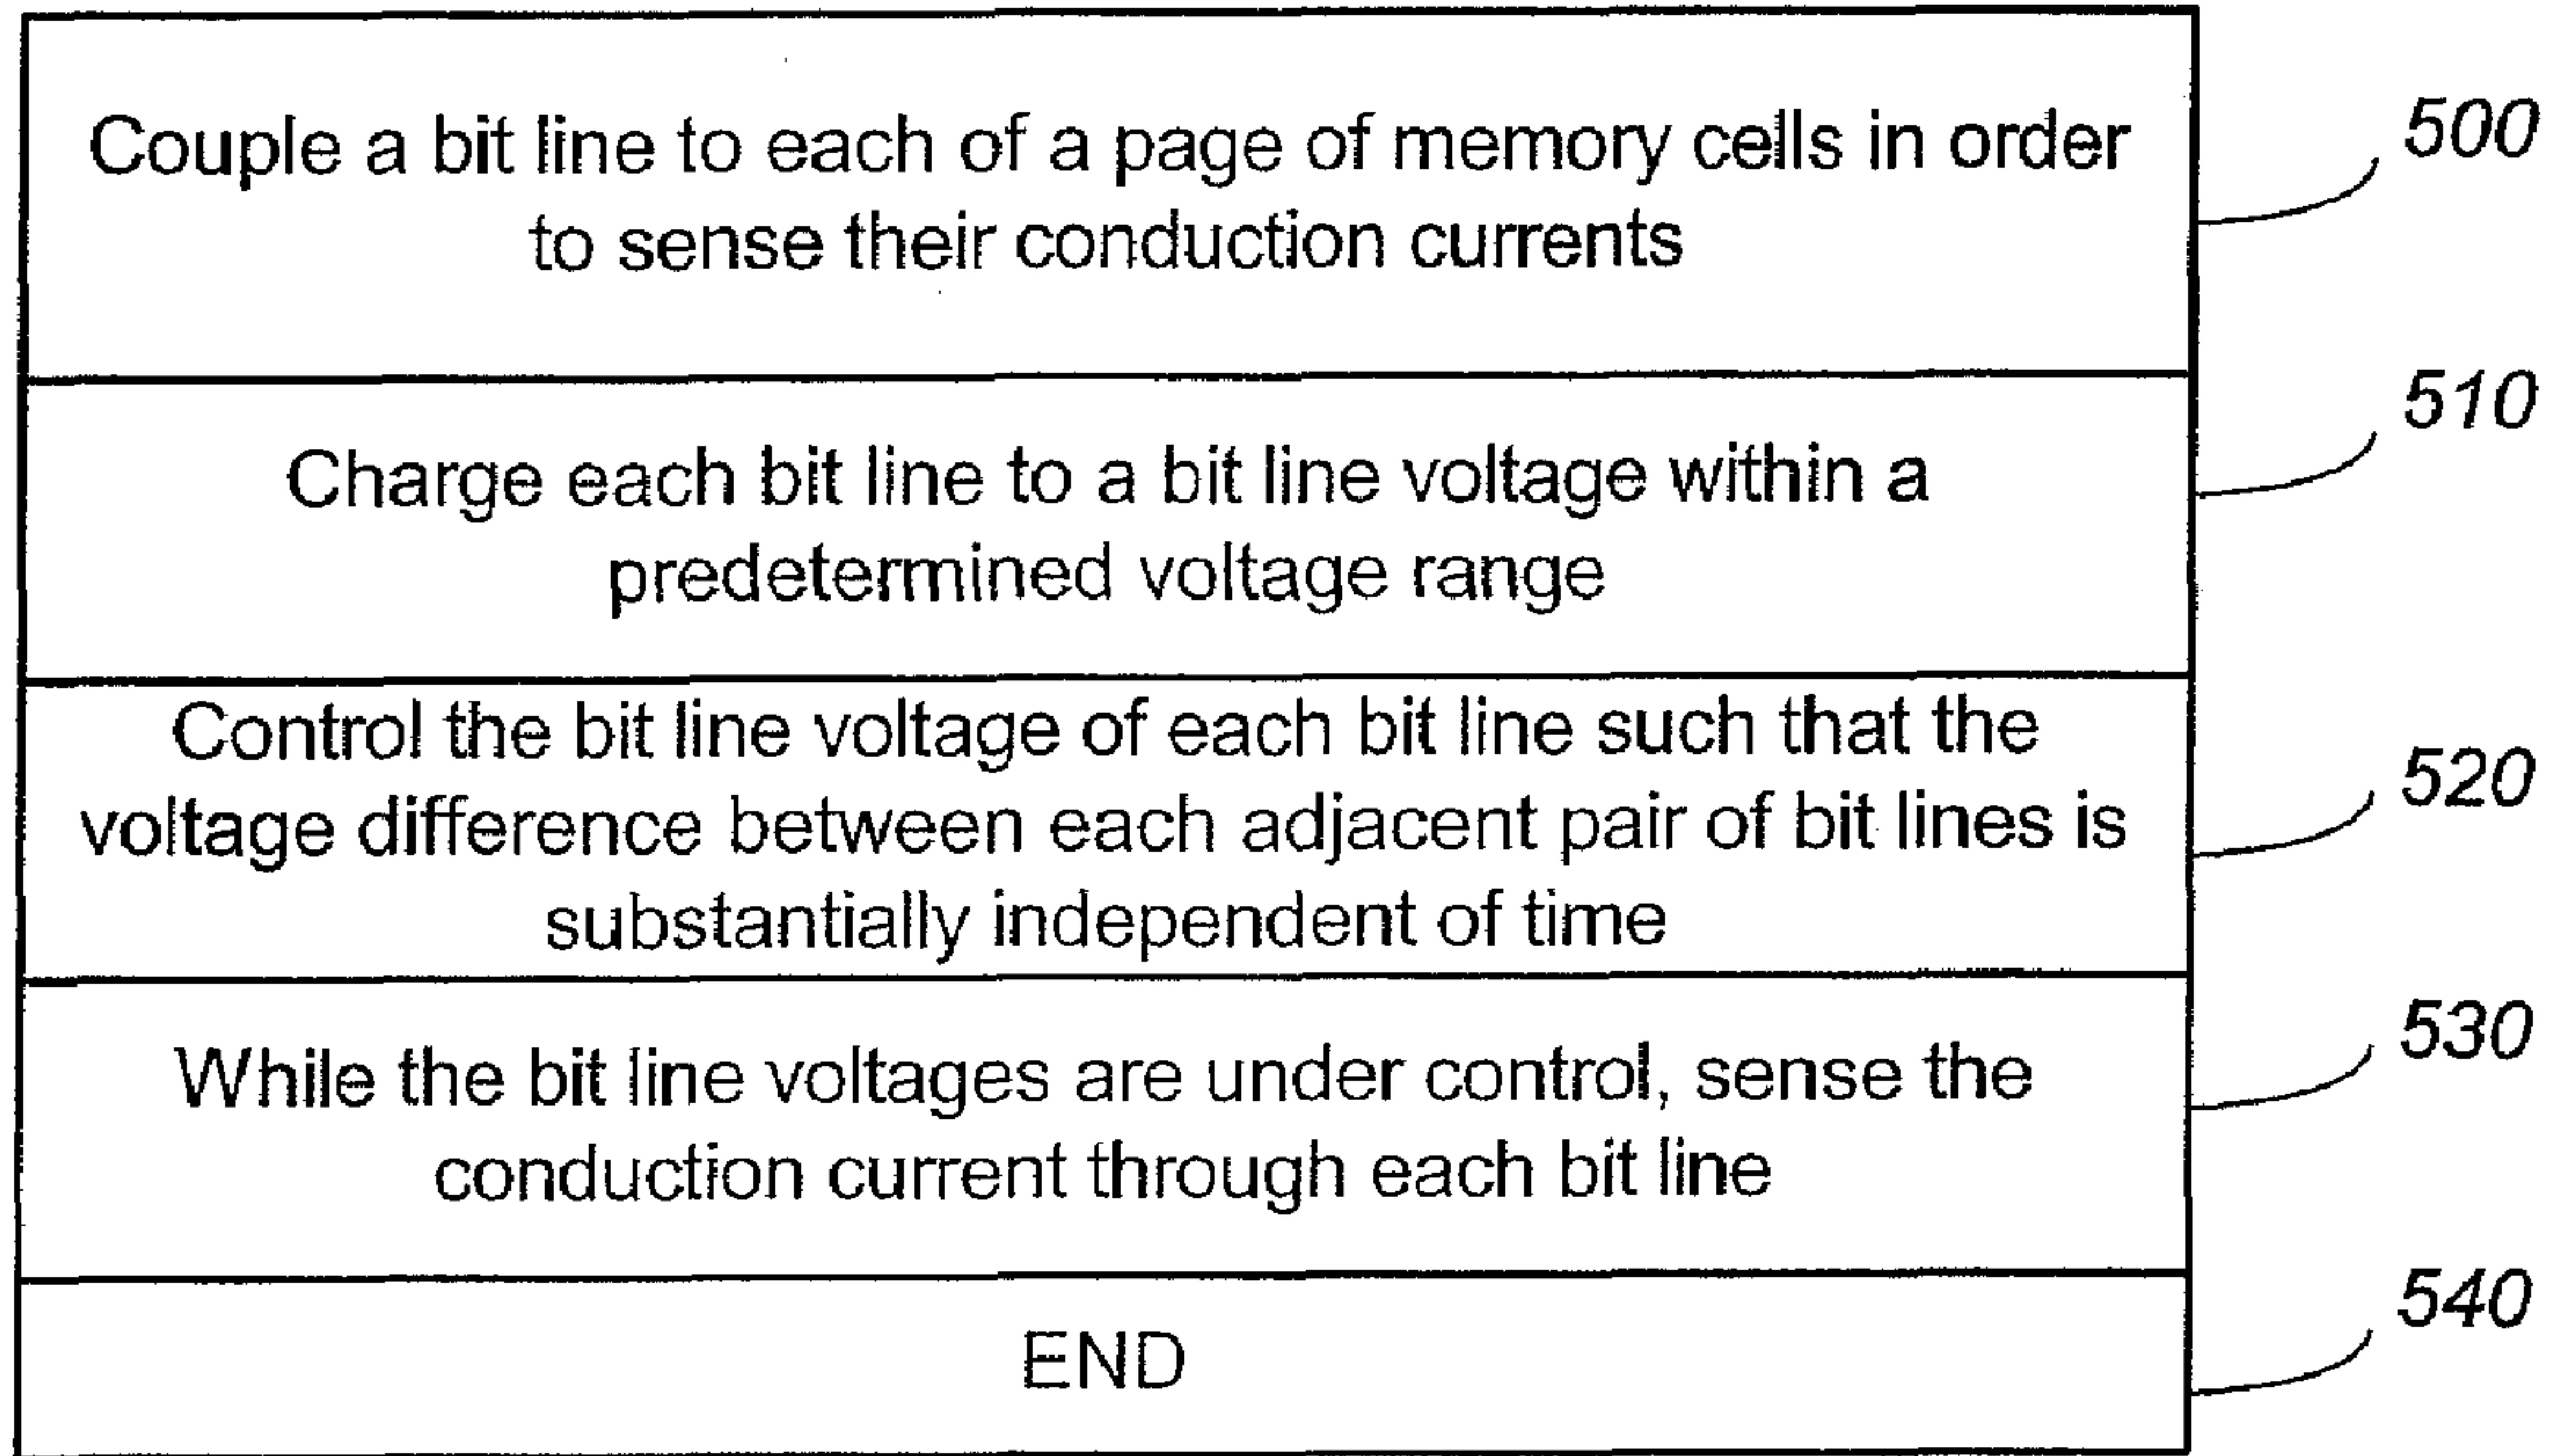 Couple a bit line to each of a page of memory cells in order
to sense their conduction currents
500
Charge each bit line to a bit line voltage within a
predetermined voltage range
510
Control the bit line voltage of each bit line such that the
voltage difference between each adjacent pair of bit lines is
substantially independent of time
520
While the bit line voltages are under control, sense the
conduction current through each bit line
530
END
540